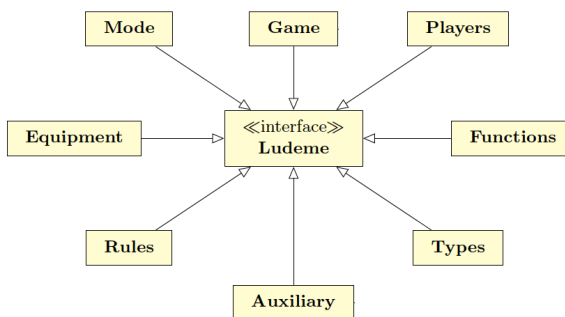 Mode
Game
Players
Equipment
≪interface≫
Ludeme
Functions
Rules
Types
Auxiliary